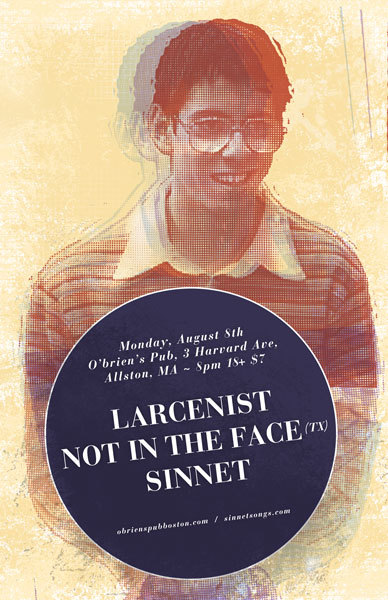 Monday, August 8th
O'brien's Pub, 3 Harvard Ave,
Allston, MA ~ 8pm 18+ $7
LARCENIST
NOT IN THE FACE (TX)
SINNET
obrienspubboston.com / sinnetsongs.com